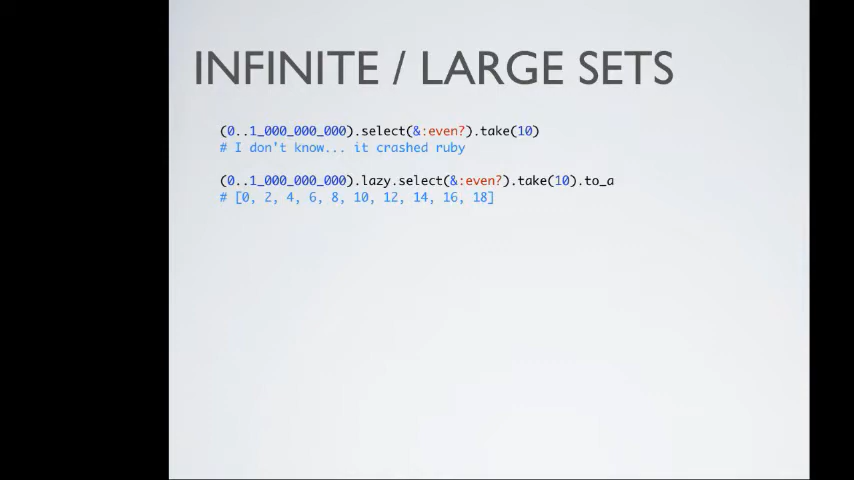 INFINITE / LARGE SETS
(0..1_000_000_000).select(&:even?).take(10)
# I don't know... it crashed ruby
(0..1_000_000_000).lazy.select(&:even?).take(10).to_a
# [0, 2, 4, 6, 8, 10, 12, 14, 16, 18]